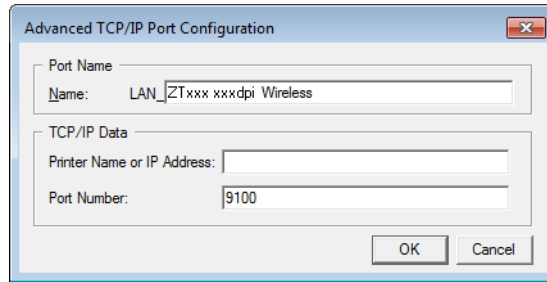 Advanced TCP/IP Port Configuration
Port Name
Name: LAN_ZTxxx xxxdpi Wireless
TCP/IP Data
Printer Name or IP Address:
Port Number: 9100
OK Cancel